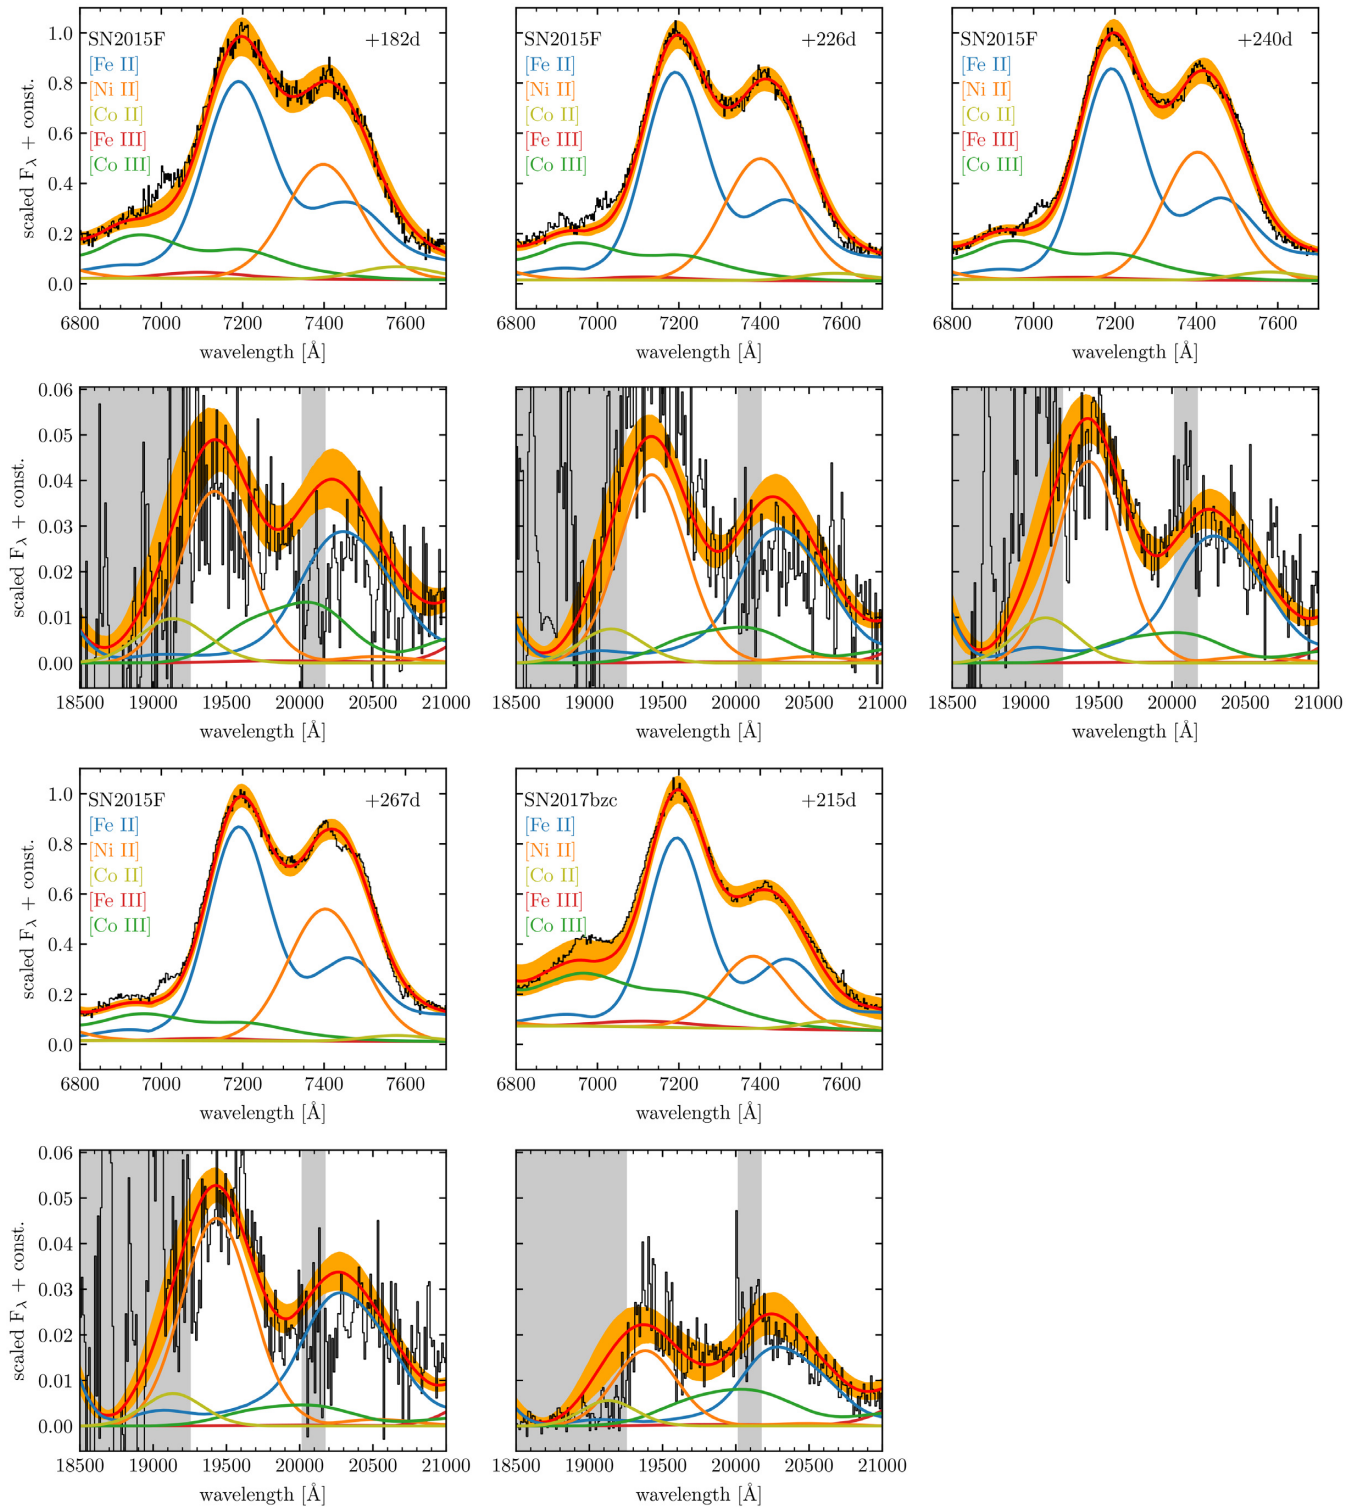 SN2015F +182d
[Fe II]
[Ni II]
[Co II]
[Fe III]
[Co III]
scaled Fλ + const.
1.0
0.8
0.6
0.4
0.2
0.0
6800 7000 7200 7400 7600
wavelength [Å]
SN2015F +226d
[Fe II]
[Ni II]
[Co II]
[Fe III]
[Co III]
6800 7000 7200 7400 7600
wavelength [Å]
SN2015F +240d
[Fe II]
[Ni II]
[Co II]
[Fe III]
[Co III]
6800 7000 7200 7400 7600
wavelength [Å]
scaled Fλ + const.
0.06
0.05
0.04
0.03
0.02
0.01
0.00
18500 19000 19500 20000 20500 21000
wavelength [Å]
18500 19000 19500 20000 20500 21000
wavelength [Å]
18500 19000 19500 20000 20500 21000
wavelength [Å]
SN2015F +267d
[Fe II]
[Ni II]
[Co II]
[Fe III]
[Co III]
scaled Fλ + const.
1.0
0.8
0.6
0.4
0.2
0.0
6800 7000 7200 7400 7600
wavelength [Å]
SN2017bzc +215d
[Fe II]
[Ni II]
[Co II]
[Fe III]
[Co III]
6800 7000 7200 7400 7600
wavelength [Å]
scaled Fλ + const.
0.06
0.05
0.04
0.03
0.02
0.01
0.00
18500 19000 19500 20000 20500 21000
wavelength [Å]
18500 19000 19500 20000 20500 21000
wavelength [Å]